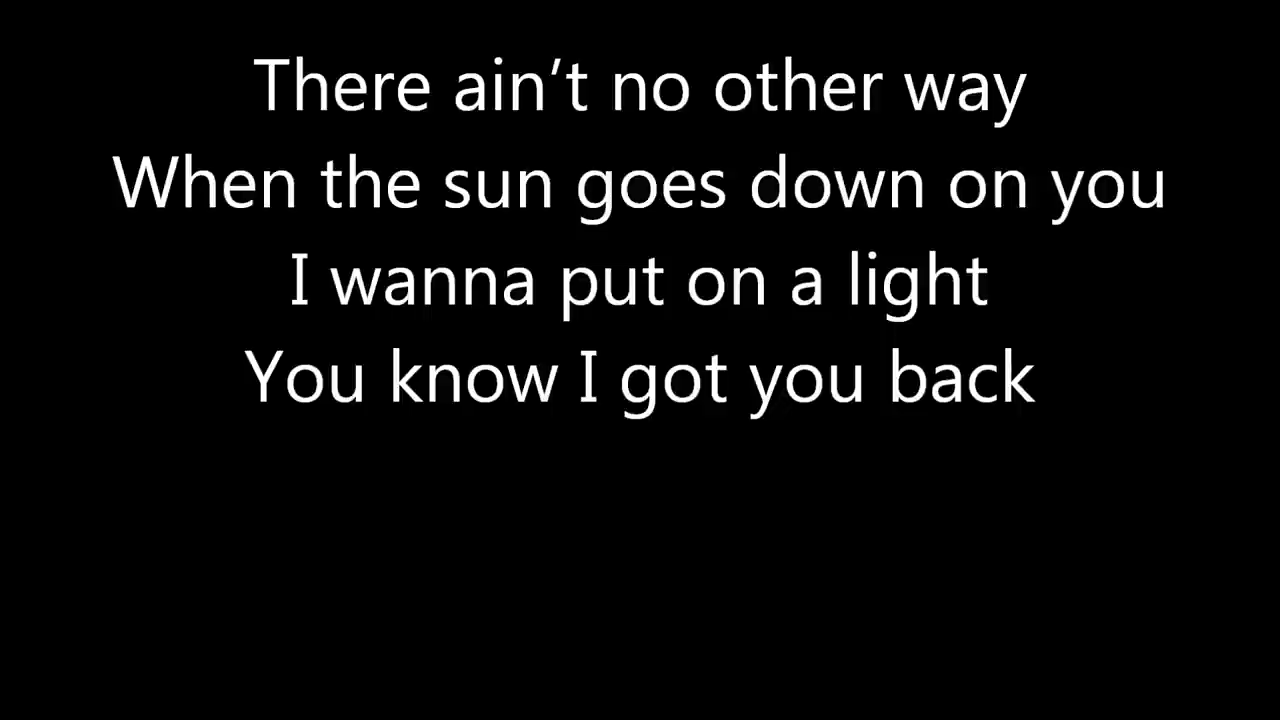 There ain’t no other way
When the sun goes down on you
I wanna put on a light
You know I got you back